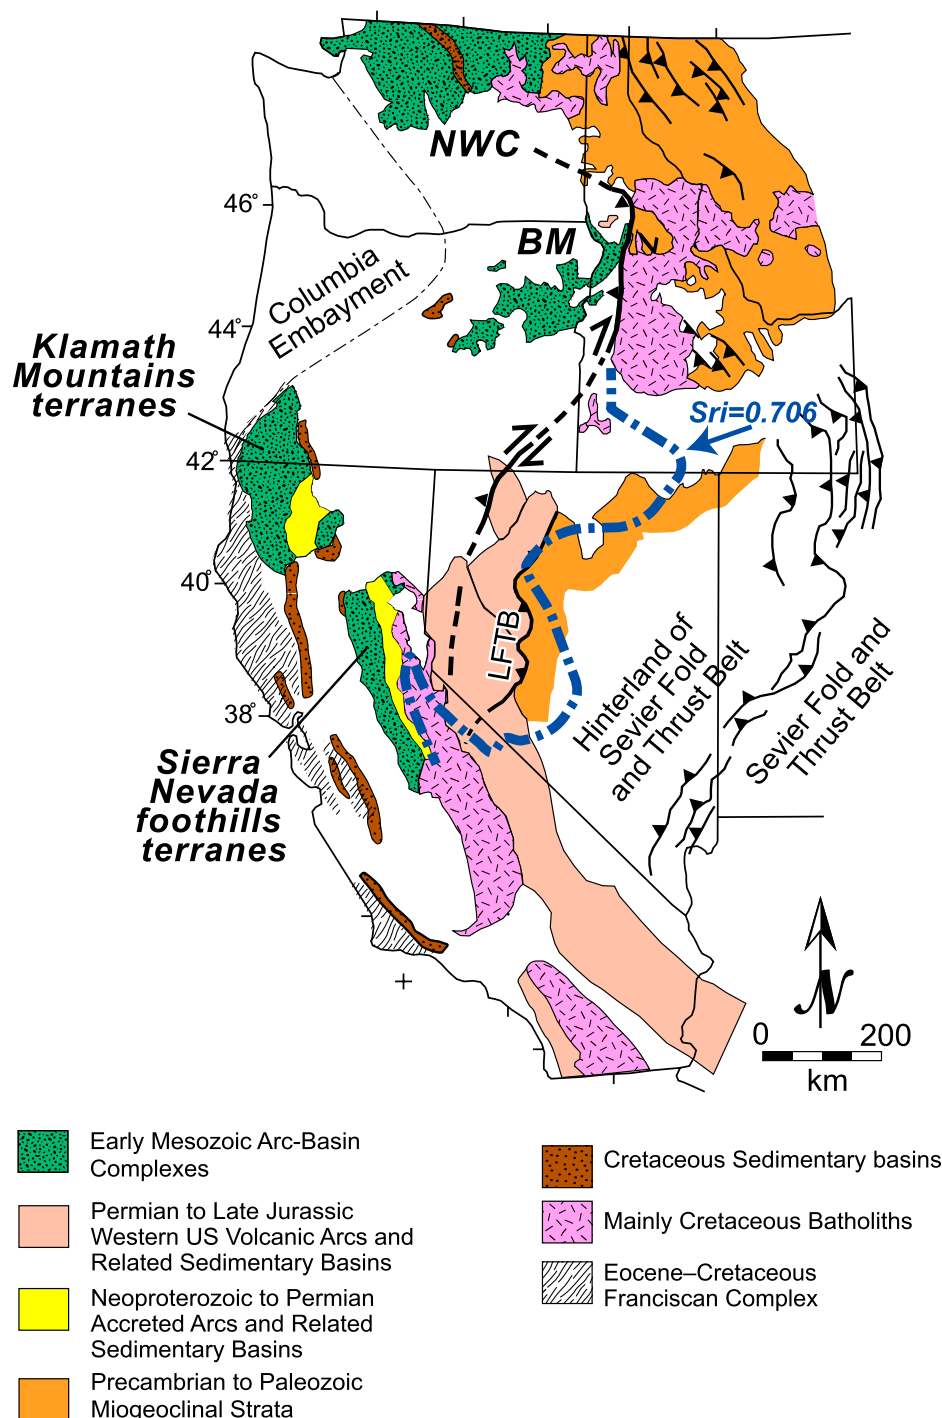 NWC
46°
BM
Columbia
Embayment
44°
Klamath
Mountains
terranes
Sri=0.706
42°
40°
LFTB
Hinterland of
Sevier Fold
and Thrust Belt
Sevier Fold and
Thrust Belt
38°
Sierra
Nevada
foothills
terranes
N
0 200
km
Early Mesozoic Arc-Basin
Complexes
Permian to Late Jurassic
Western US Volcanic Arcs and
Related Sedimentary Basins
Neoproterozoic to Permian
Accreted Arcs and Related
Sedimentary Basins
Precambrian to Paleozoic
Miogeoclinal Strata
Cretaceous Sedimentary basins
Mainly Cretaceous Batholiths
Eocene–Cretaceous
Franciscan Complex